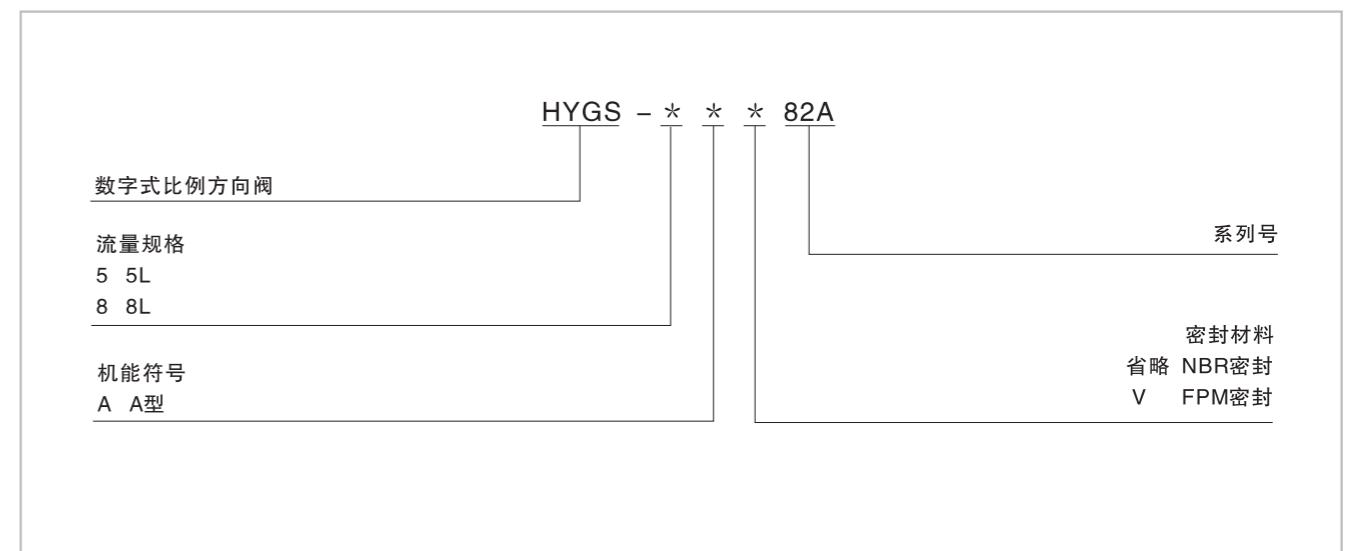 HYGS - * * * 82A
数字式比例方向阀
流量规格
5 5L
8 8L
机能符号
A A型
系列号
密封材料
省略 NBR密封
V FPM密封